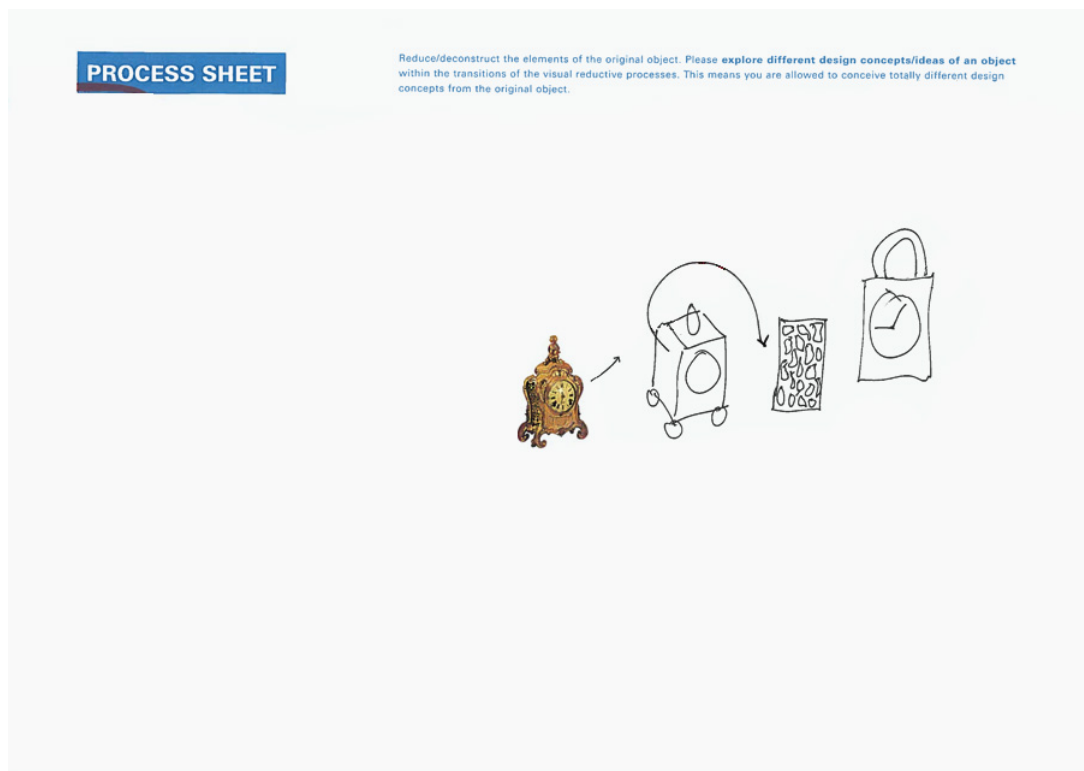 PROCESS SHEET
Reduce/deconstruct the elements of the original object. Please explore different design concepts/ideas of an object
within the transitions of the visual reductive processes. This means you are allowed to conceive totally different design
concepts from the original object.